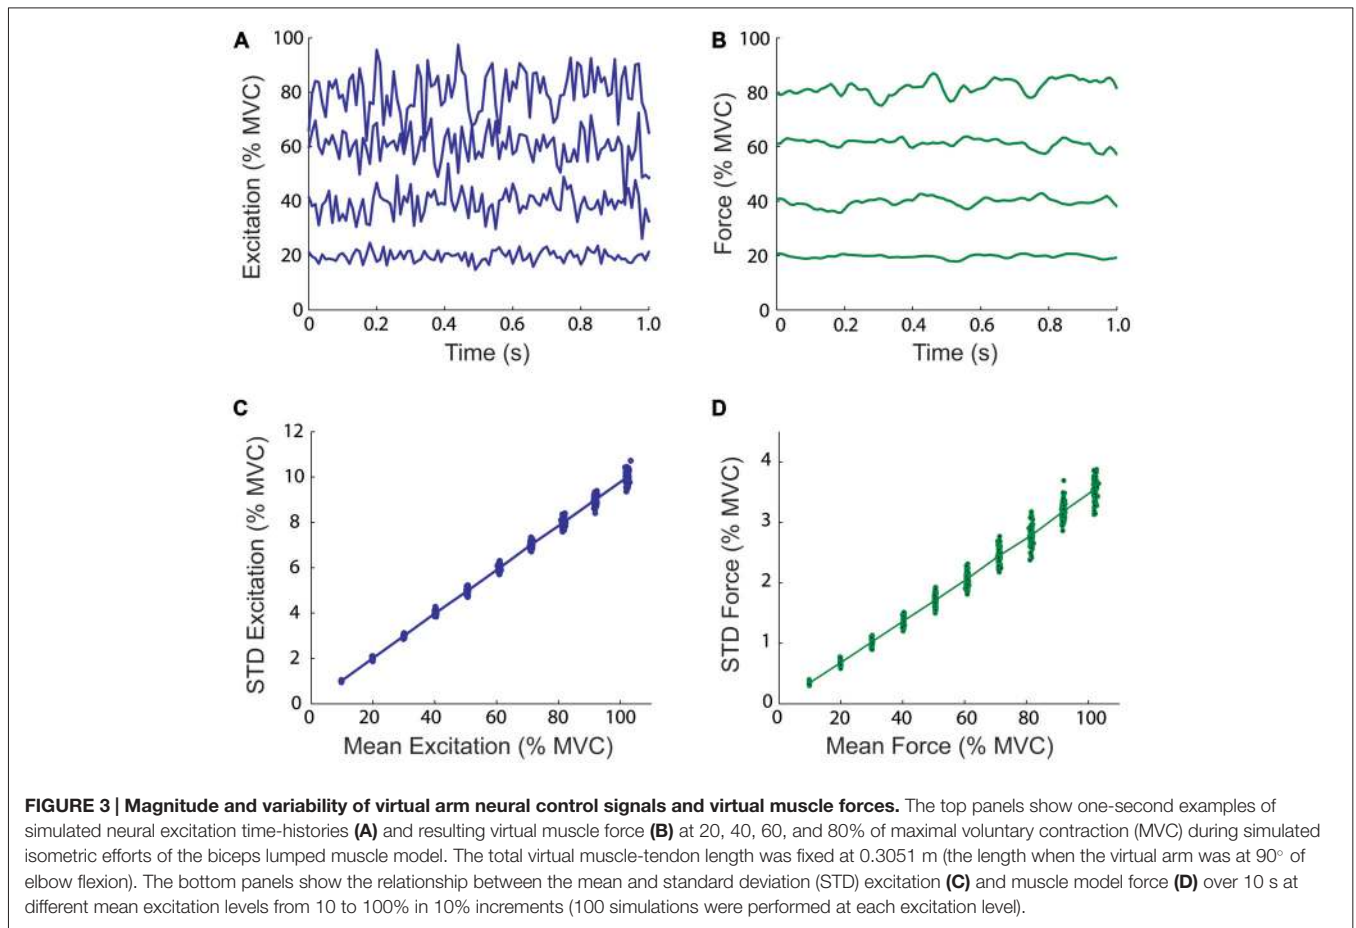 A
100
80
60
40
20
0
Excitation (% MVC)
0 0.2 0.4 0.6 0.8 1.0
Time (s)
B
100
80
60
40
20
0
Force (% MVC)
0 0.2 0.4 0.6 0.8 1.0
Time (s)
C
12
10
8
6
4
2
0
STD Excitation (% MVC)
0 20 40 60 80 100
Mean Excitation (% MVC)
D
4
3
2
1
0
STD Force (% MVC)
0 20 40 60 80 100
Mean Force (% MVC)
FIGURE 3 | Magnitude and variability of virtual arm neural control signals and virtual muscle forces. The top panels show one-second examples of
simulated neural excitation time-histories (A) and resulting virtual muscle force (B) at 20, 40, 60, and 80% of maximal voluntary contraction (MVC) during simulated
isometric efforts of the biceps lumped muscle model. The total virtual muscle-tendon length was fixed at 0.3051 m (the length when the virtual arm was at 90° of
elbow flexion). The bottom panels show the relationship between the mean and standard deviation (STD) excitation (C) and muscle model force (D) over 10 s at
different mean excitation levels from 10 to 100% in 10% increments (100 simulations were performed at each excitation level).